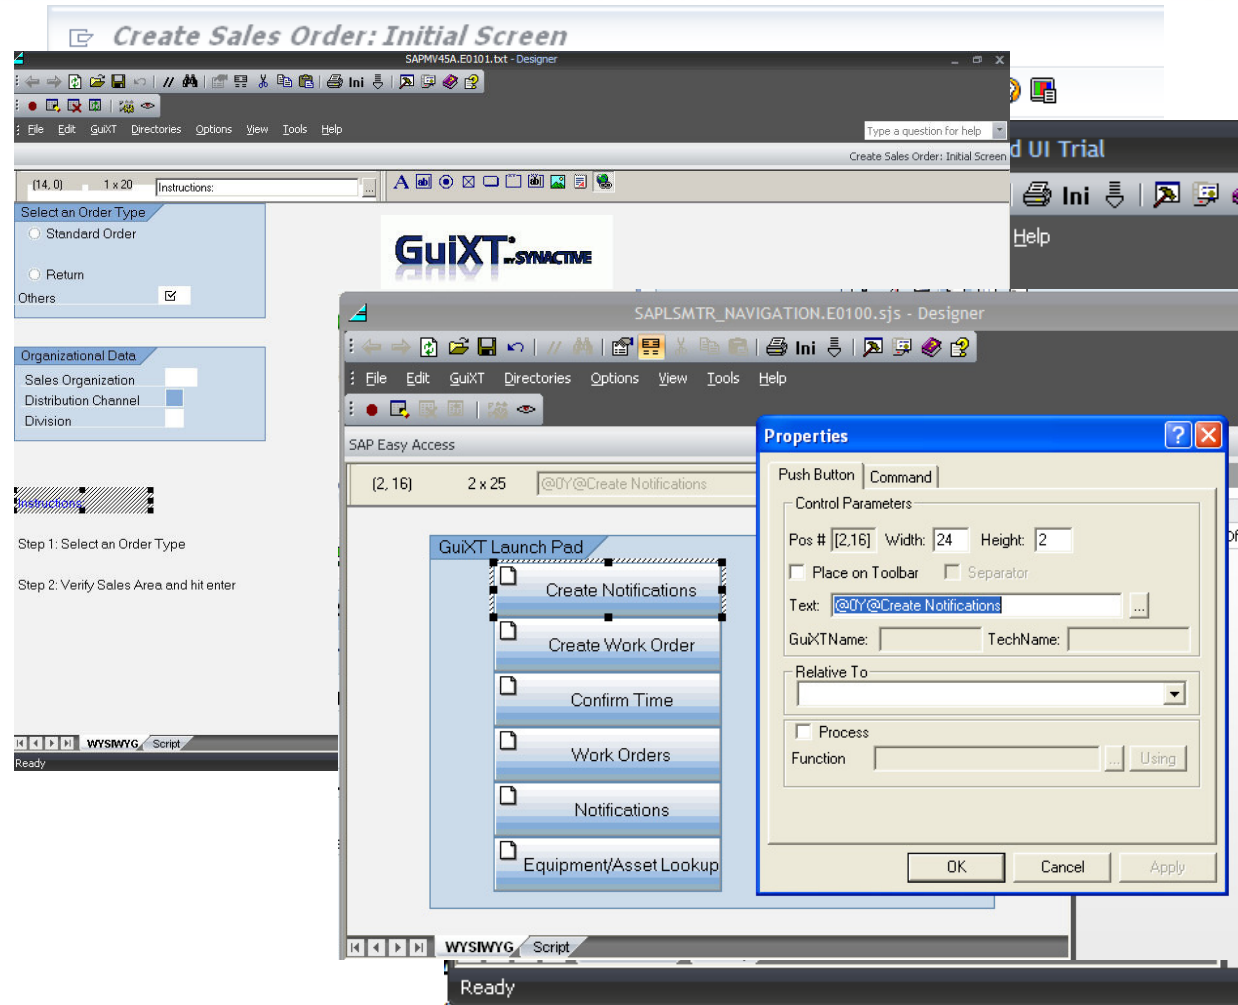 Create Sales Order: Initial Screen
SAPMV45A.E0101.txt - Designer
Ini
File Edit GuiXT Directories Options View Tools Help
Type a question for help
Create Sales Order: Initial Screen
d UI Trial
(14, 0) 1 x 20 Instructions: ...
Ini
Help
Select an Order Type
Standard Order
Return
Others
GuiXT BY SYNACTIVE
Organizational Data
Sales Organization
Distribution Channel
Division
Instructions:
Step 1: Select an Order Type
Step 2: Verify Sales Area and hit enter
WYSIWYG Script
Ready
SAPLSMTR_NAVIGATION.E0100.sjs - Designer
Ini
File Edit GuiXT Directories Options View Tools Help
SAP Easy Access
(2, 16) 2 x 25 @0Y@Create Notifications
GuiXT Launch Pad
Create Notifications
Create Work Order
Confirm Time
Work Orders
Notifications
Equipment/Asset Lookup
WYSIWYG Script
Properties
Push Button Command
Control Parameters
Pos # [2,16] Width: 24 Height: 2
Place on Toolbar Separator
Text: @0Y@Create Notifications ...
GuiXTName: TechName:
Relative To
Process
Function ... Using
OK Cancel Apply
Ready